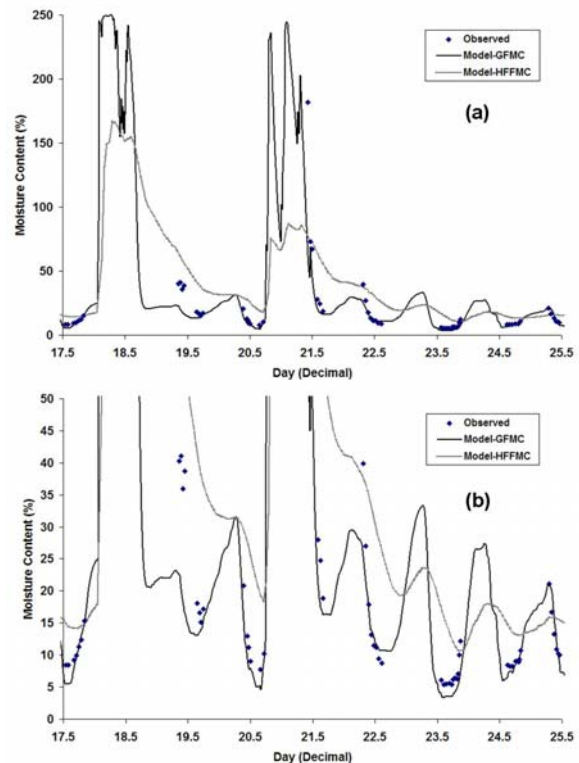 250
200
150
100
50
0
Moisture Content (%)
17.5 18.5 19.5 20.5 21.5 22.5 23.5 24.5 25.5
Day (Decimal)
Observed
Model-GFMC
Model-HFFMC
(a)
50
45
40
35
30
25
20
15
10
5
0
Moisture Content (%)
17.5 18.5 19.5 20.5 21.5 22.5 23.5 24.5 25.5
Day (Decimal)
Observed
Model-GFMC
Model-HFFMC
(b)